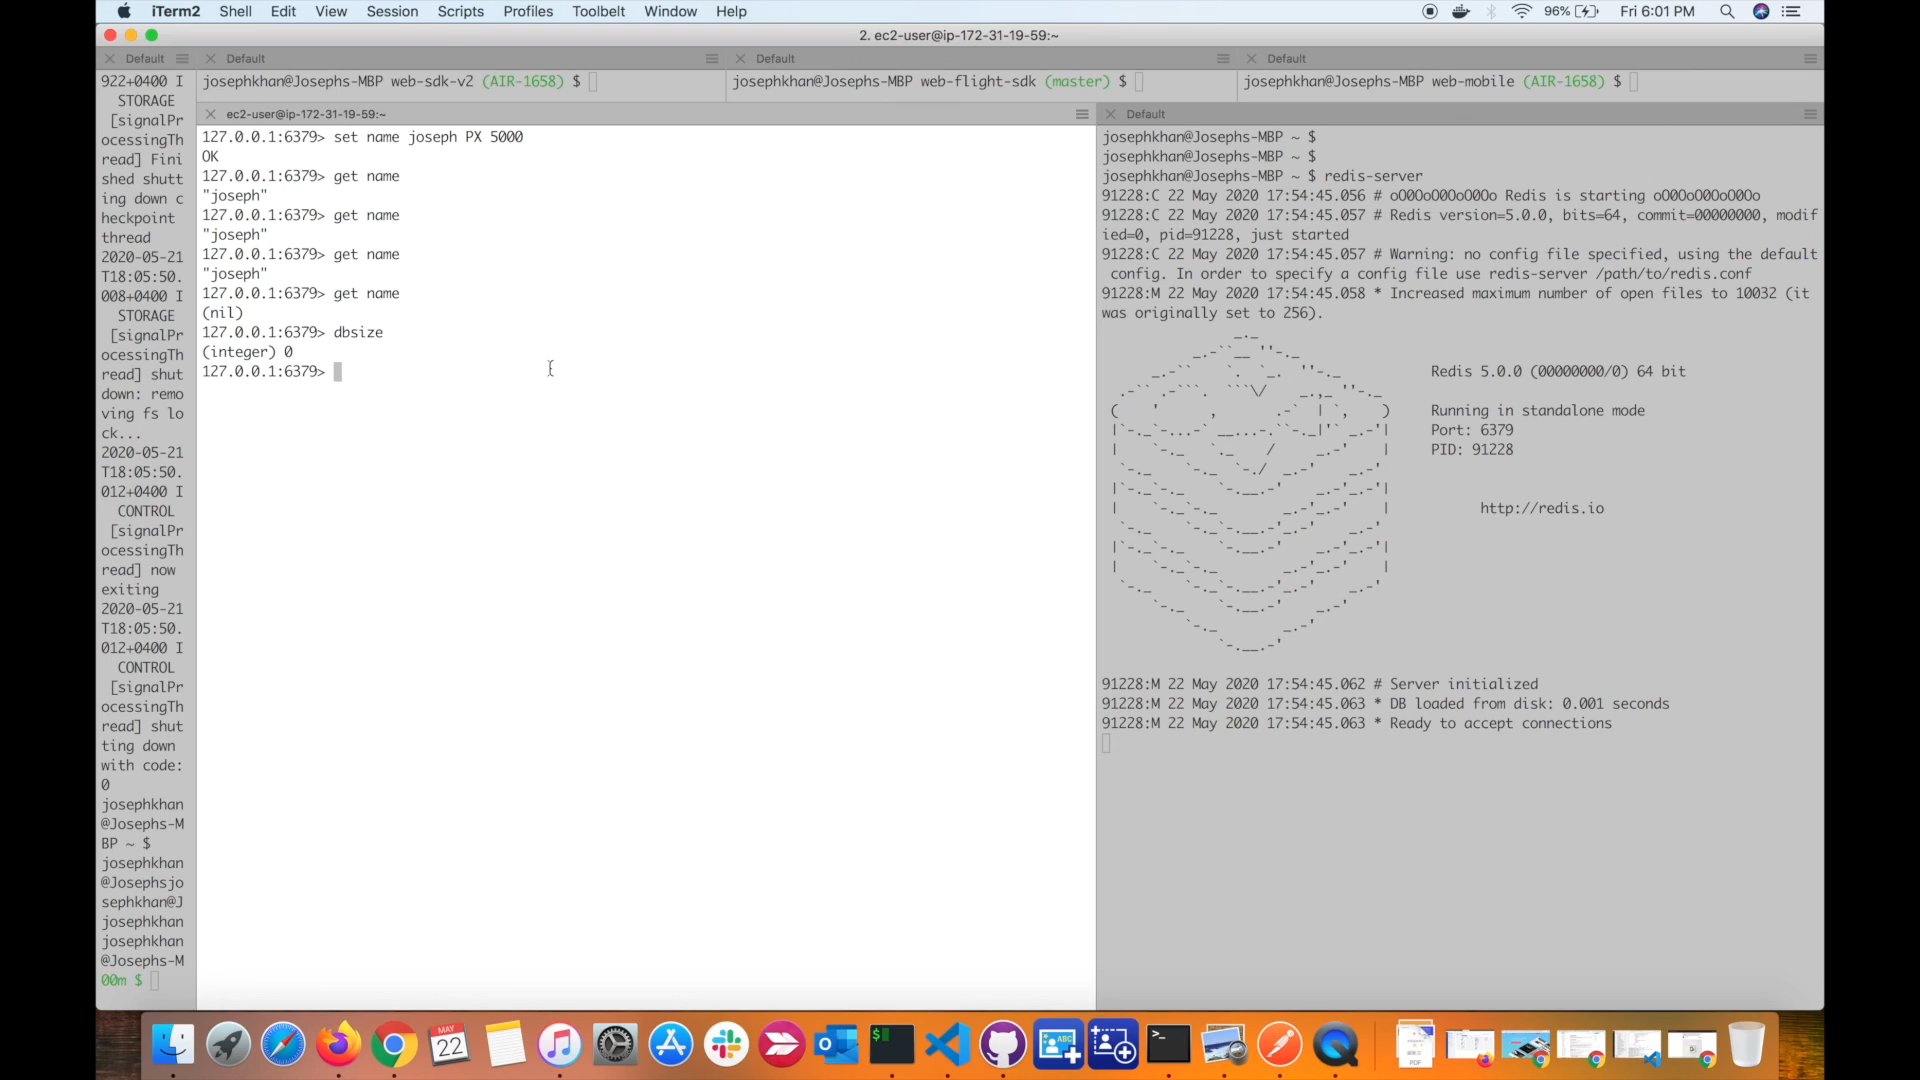 iTerm2 Shell Edit View Session Scripts Profiles Toolbelt Window Help 96% Fri 6:01 PM
2. ec2-user@ip-172-31-19-59:~
Default Default Default Default
922+0400 I
STORAGE
[signalPr
ocessingTh
read] Fini
shed shutt
ing down c
heckpoint
thread
2020-05-21
T18:05:50.
008+0400 I
STORAGE
[signalPr
ocessingTh
read] shut
down: remo
ving fs lo
ck...
2020-05-21
T18:05:50.
012+0400 I
CONTROL
[signalPr
ocessingTh
read] now
exiting
2020-05-21
T18:05:50.
012+0400 I
CONTROL
[signalPr
ocessingTh
read] shut
ting down
with code:
0
josephkhan
@Josephs-M
BP ~ $
josephkhan
@Josephsjo
sephkhan@J
josephkhan
josephkhan
@Josephs-M
00m $
josephkhan@Josephs-MBP web-sdk-v2 (AIR-1658) $
josephkhan@Josephs-MBP web-flight-sdk (master) $
josephkhan@Josephs-MBP web-mobile (AIR-1658) $
ec2-user@ip-172-31-19-59:~
127.0.0.1:6379> set name joseph PX 5000
OK
127.0.0.1:6379> get name
"joseph"
127.0.0.1:6379> get name
"joseph"
127.0.0.1:6379> get name
"joseph"
127.0.0.1:6379> get name
(nil)
127.0.0.1:6379> dbsize
(integer) 0
127.0.0.1:6379>
Default
josephkhan@Josephs-MBP ~ $
josephkhan@Josephs-MBP ~ $
josephkhan@Josephs-MBP ~ $ redis-server
91228:C 22 May 2020 17:54:45.056 # oO0OoO0OoO0Oo Redis is starting oO0OoO0OoO0Oo
91228:C 22 May 2020 17:54:45.057 # Redis version=5.0.0, bits=64, commit=00000000, modif
ied=0, pid=91228, just started
91228:C 22 May 2020 17:54:45.057 # Warning: no config file specified, using the default
config. In order to specify a config file use redis-server /path/to/redis.conf
91228:M 22 May 2020 17:54:45.058 * Increased maximum number of open files to 10032 (it
was originally set to 256).
Redis 5.0.0 (00000000/0) 64 bit
Running in standalone mode
Port: 6379
PID: 91228
http://redis.io
91228:M 22 May 2020 17:54:45.062 # Server initialized
91228:M 22 May 2020 17:54:45.063 * DB loaded from disk: 0.001 seconds
91228:M 22 May 2020 17:54:45.063 * Ready to accept connections
MAY
22
ABC
PDF